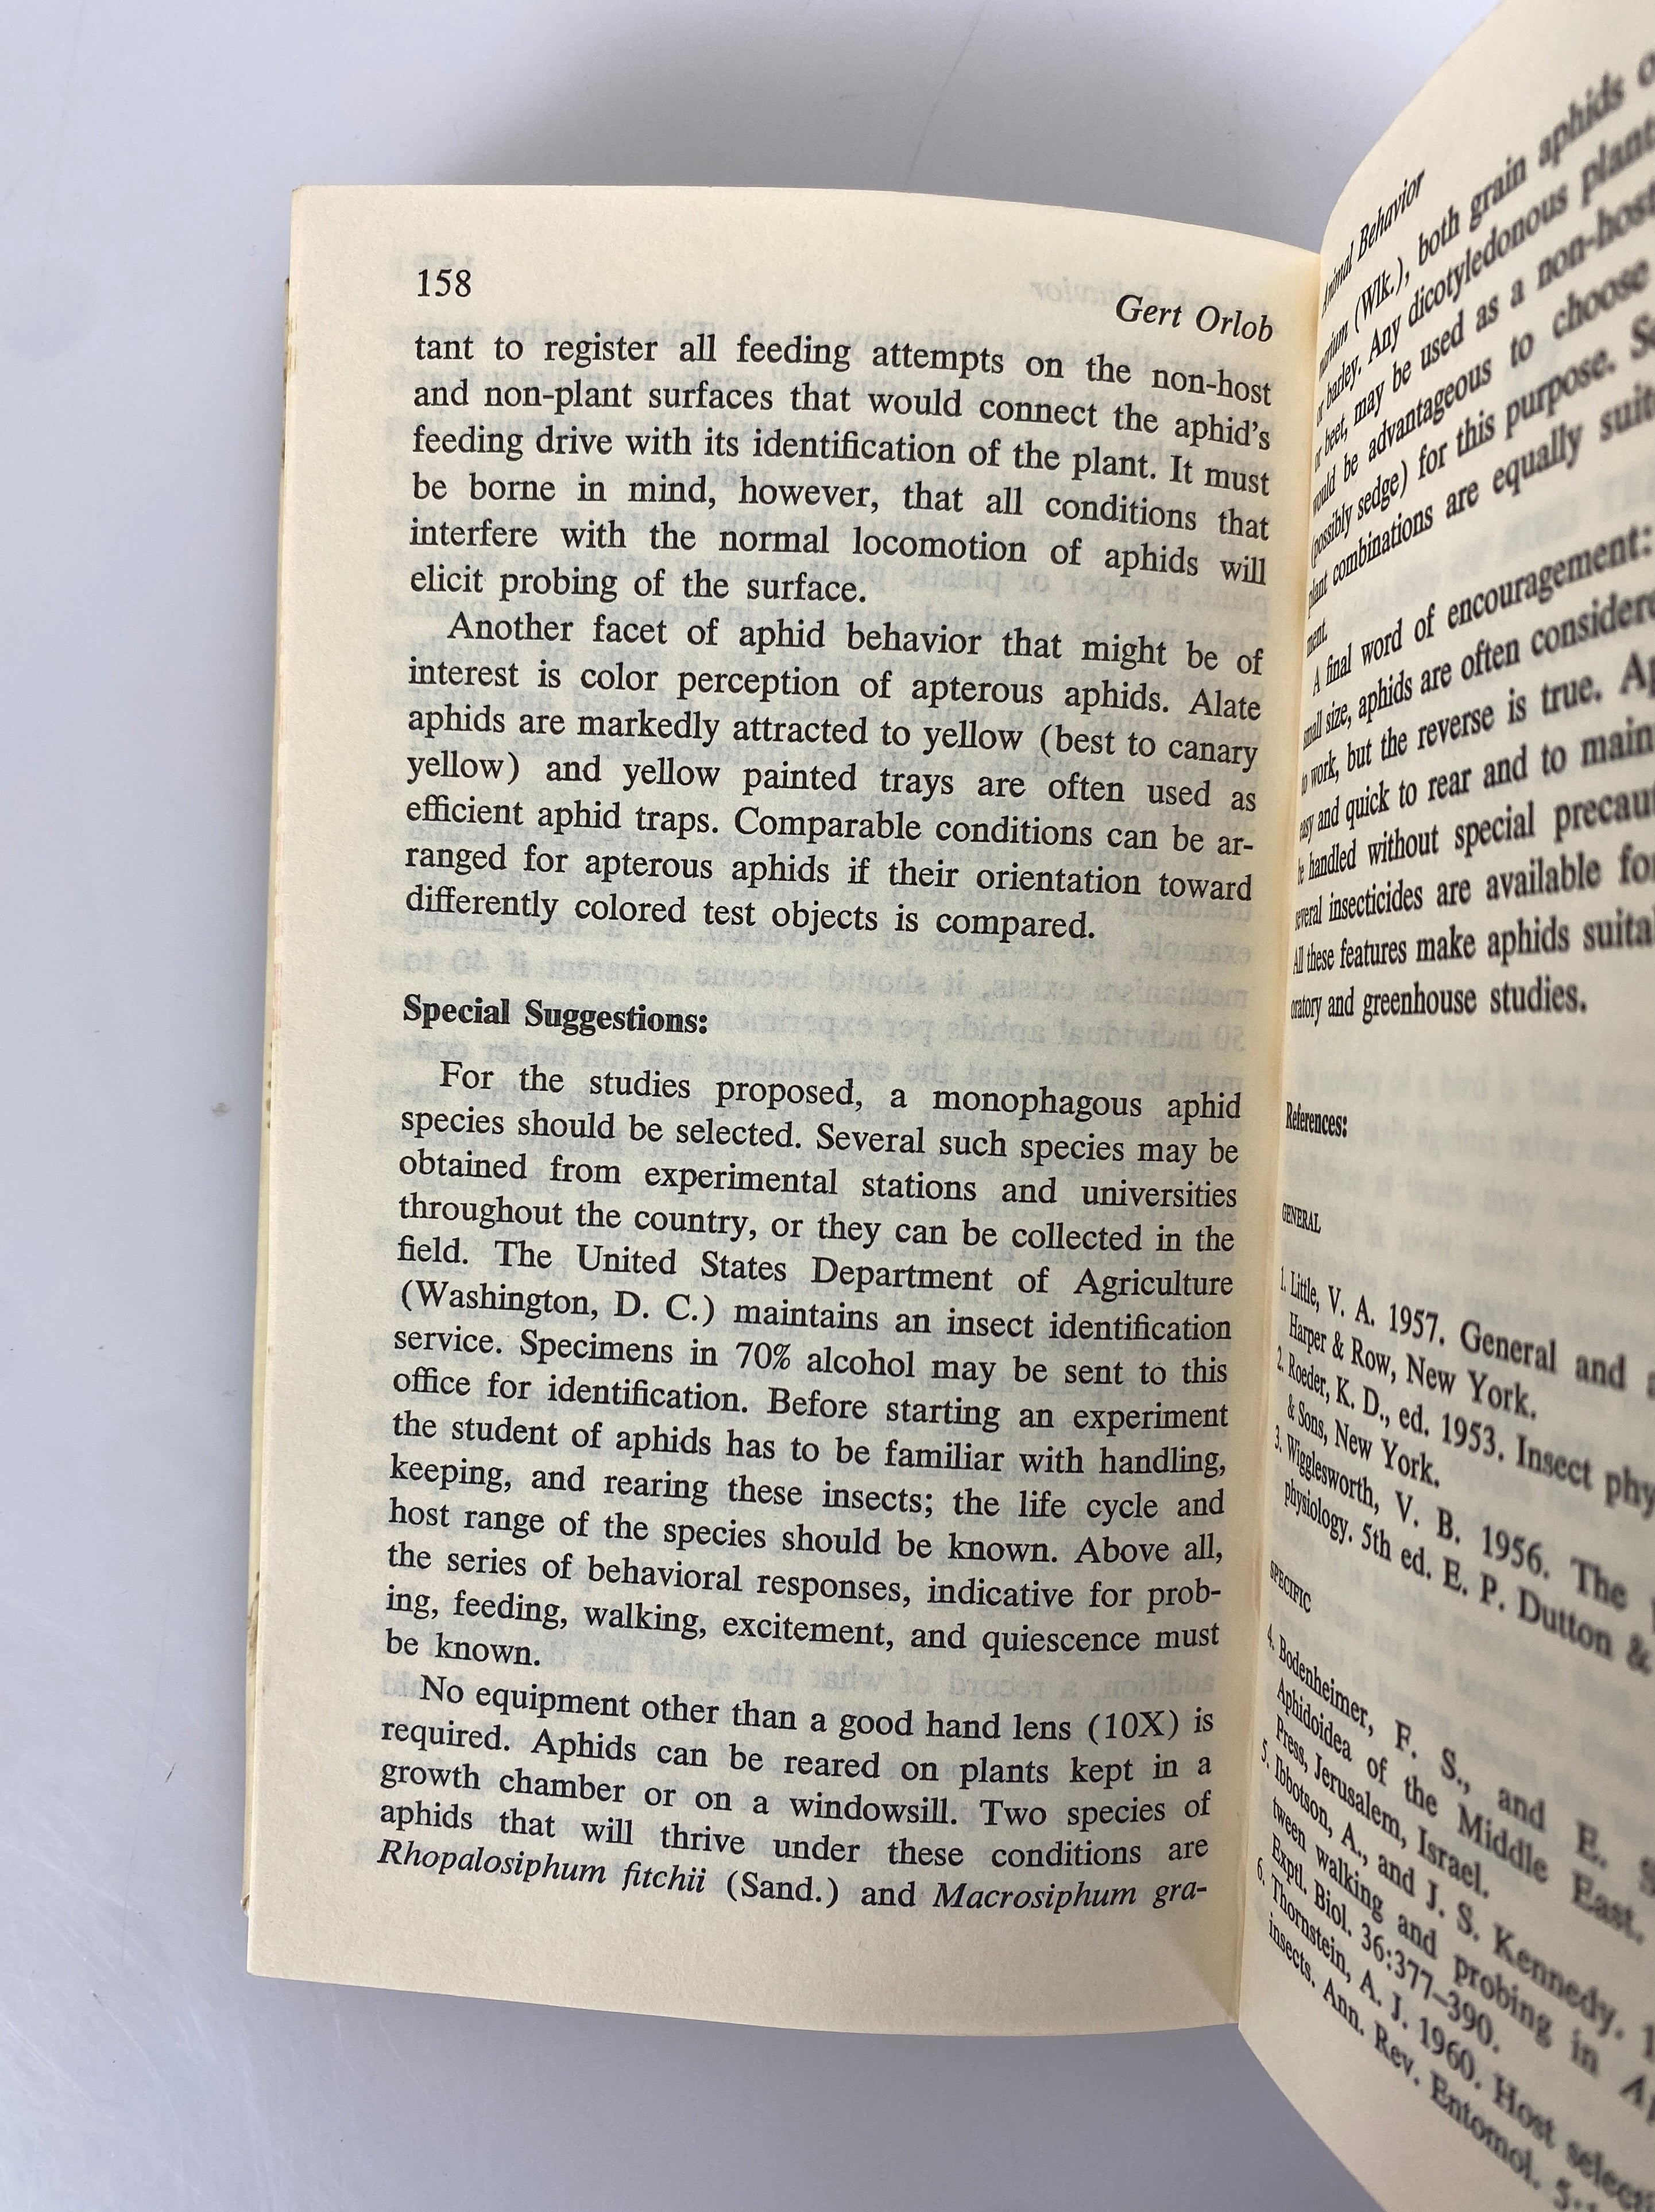 158
Gert Orlob
tant to register all feeding attempts on the non-host
and non-plant surfaces that would connect the aphid's
feeding drive with its identification of the plant. It must
be borne in mind, however, that all conditions that
interfere with the normal locomotion of aphids will
elicit probing of the surface.
Another facet of aphid behavior that might be of
interest is color perception of apterous aphids. Alate
aphids are markedly attracted to yellow (best to canary
yellow) and yellow painted trays are often used as
efficient aphid traps. Comparable conditions can be ar-
ranged for apterous aphids if their orientation toward
differently colored test objects is compared.
Special Suggestions:
For the studies proposed, a monophagous aphid
species should be selected. Several such species may be
obtained from experimental stations and universities
throughout the country, or they can be collected in the
field. The United States Department of Agriculture
(Washington, D. C.) maintains an insect identification
service. Specimens in 70% alcohol may be sent to this
office for identification. Before starting an experiment
the student of aphids has to be familiar with handling,
keeping, and rearing these insects; the life cycle and
host range of the species should be known. Above all,
the series of behavioral responses, indicative for prob-
ing, feeding, walking, excitement, and quiescence must
be known.
No equipment other than a good hand lens (10X) is
required. Aphids can be reared on plants kept in a
growth chamber or on a windowsill. Two species of
aphids that will thrive under these conditions are
Rhopalosiphum fitchii (Sand.) and Macrosiphum gra-
Animal Behavior
narium (Wlk.), both grain aphids
or barley. Any dicotyledonous plant
or beet, may be used as a non-host
would be advantageous to choose
(possibly sedge) for this purpose.
plant combinations are equally
ment.
A final word of encouragement:
small size, aphids are often
to work, but the reverse is true.
easy and quick to rear and to
be handled without special
several insecticides are available
All these features make aphids
oratory and greenhouse studies.
References:
GENERAL
1. Little, V. A. 1957. General and
Harper & Row, New York.
2. Roeder, K. D., ed. 1953. Insect
& Sons, New York.
3. Wigglesworth, V. B. 1956. The
physiology. 5th ed. E. P. Dutton &
SPECIFIC
4. Bodenheimer, F. S., and E.
Aphidoidea of the Middle East.
Press, Jerusalem, Israel.
5. Ibbotson, A., and J. S. Kennedy.
tween walking and probing in
Exptl. Biol. 36:377–390.
6. Thornstein, A. J. 1960. Host
insects. Ann. Rev. Entomol.